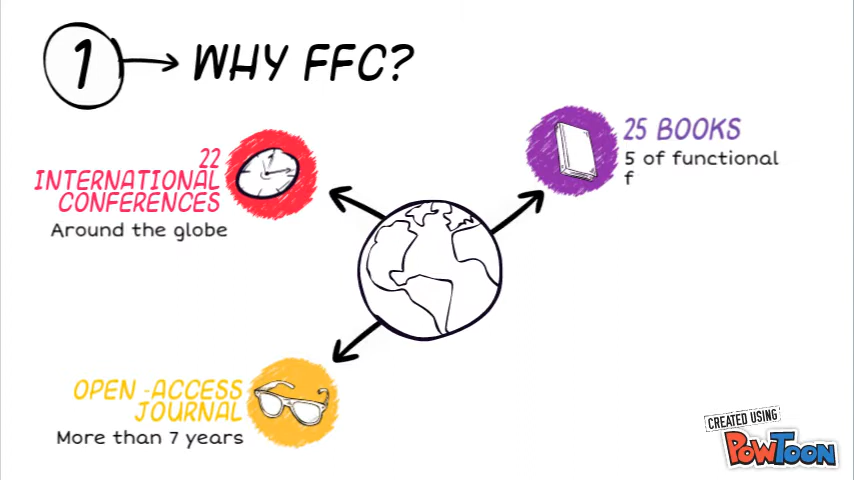 1
WHY FFC?
22
INTERNATIONAL
CONFERENCES
Around the globe
25 BOOKS
5 of functional
f
OPEN -ACCESS
JOURNAL
More than 7 years
CREATED USING
POWTOON